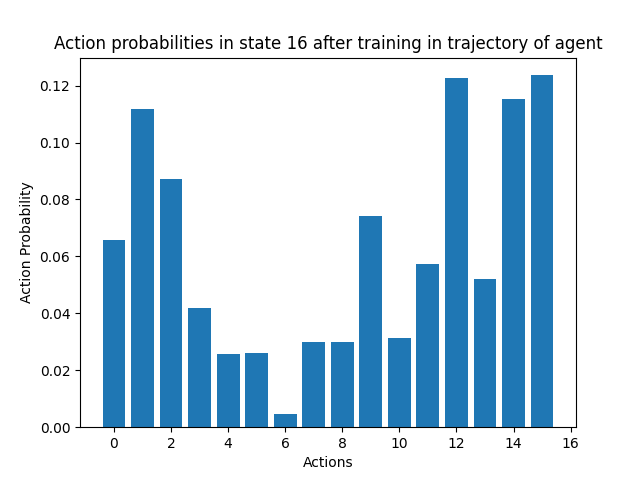 Action probabilities in state 16 after training in trajectory of agent
0.12
0.10
0.08
0.06
0.04
0.02
0.00
Action Probability
0 2 4 6 8 10 12 14 16
Actions